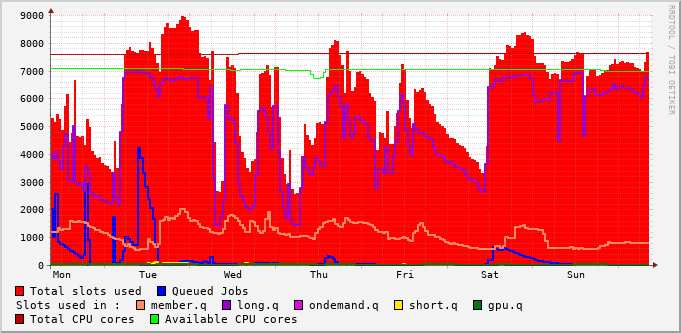 9000
8000
7000
6000
5000
4000
3000
2000
1000
0
Mon Tue Wed Thu Fri Sat Sun
RRDTOOL / TOBI OETIKER
Total slots used Queued Jobs
Slots used in : member.q long.q ondemand.q short.q gpu.q
Total CPU cores Available CPU cores